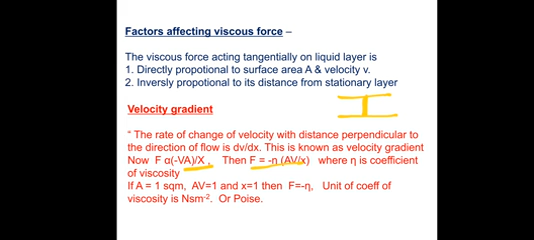 Factors affecting viscous force –
The viscous force acting tangentially on liquid layer is
1. Directly propotional to surface area A & velocity v.
2. Inversly propotional to its distance from stationary layer
Velocity gradient
“ The rate of change of velocity with distance perpendicular to
the direction of flow is dv/dx. This is known as velocity gradient
Now F α(-VA)/X , Then F = -η (AV/x) where η is coefficient
of viscosity
If A = 1 sqm, AV=1 and x=1 then F=-η, Unit of coeff of
viscosity is Nsm-2. Or Poise.